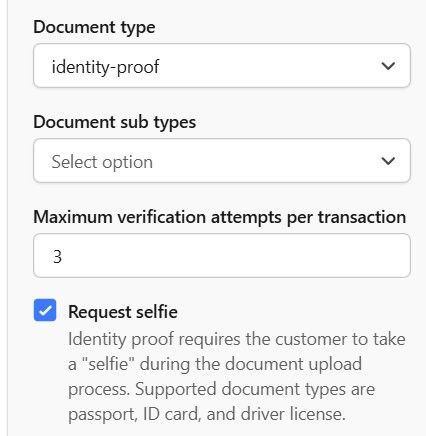 Document type
identity-proof
Document sub types
Select option
Maximum verification attempts per transaction
3
Request selfie
Identity proof requires the customer to take
a "selfie" during the document upload
process. Supported document types are
passport, ID card, and driver license.